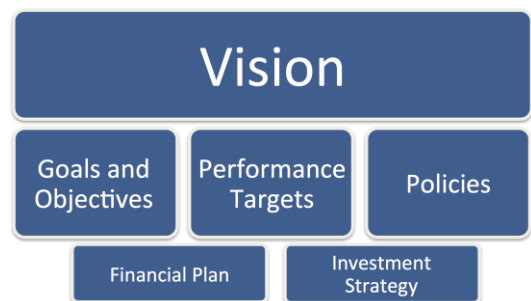 Vision
Goals and
Objectives
Performance
Targets
Policies
Financial Plan
Investment
Strategy